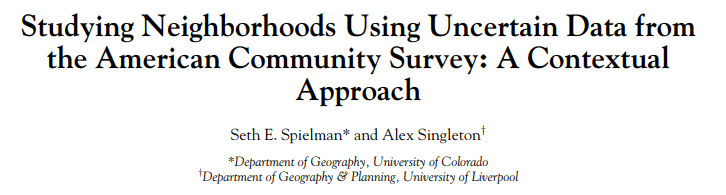 Studying Neighborhoods Using Uncertain Data from
the American Community Survey: A Contextual
Approach
Seth E. Spielman* and Alex Singleton†
*Department of Geography, University of Colorado
†Department of Geography & Planning, University of Liverpool